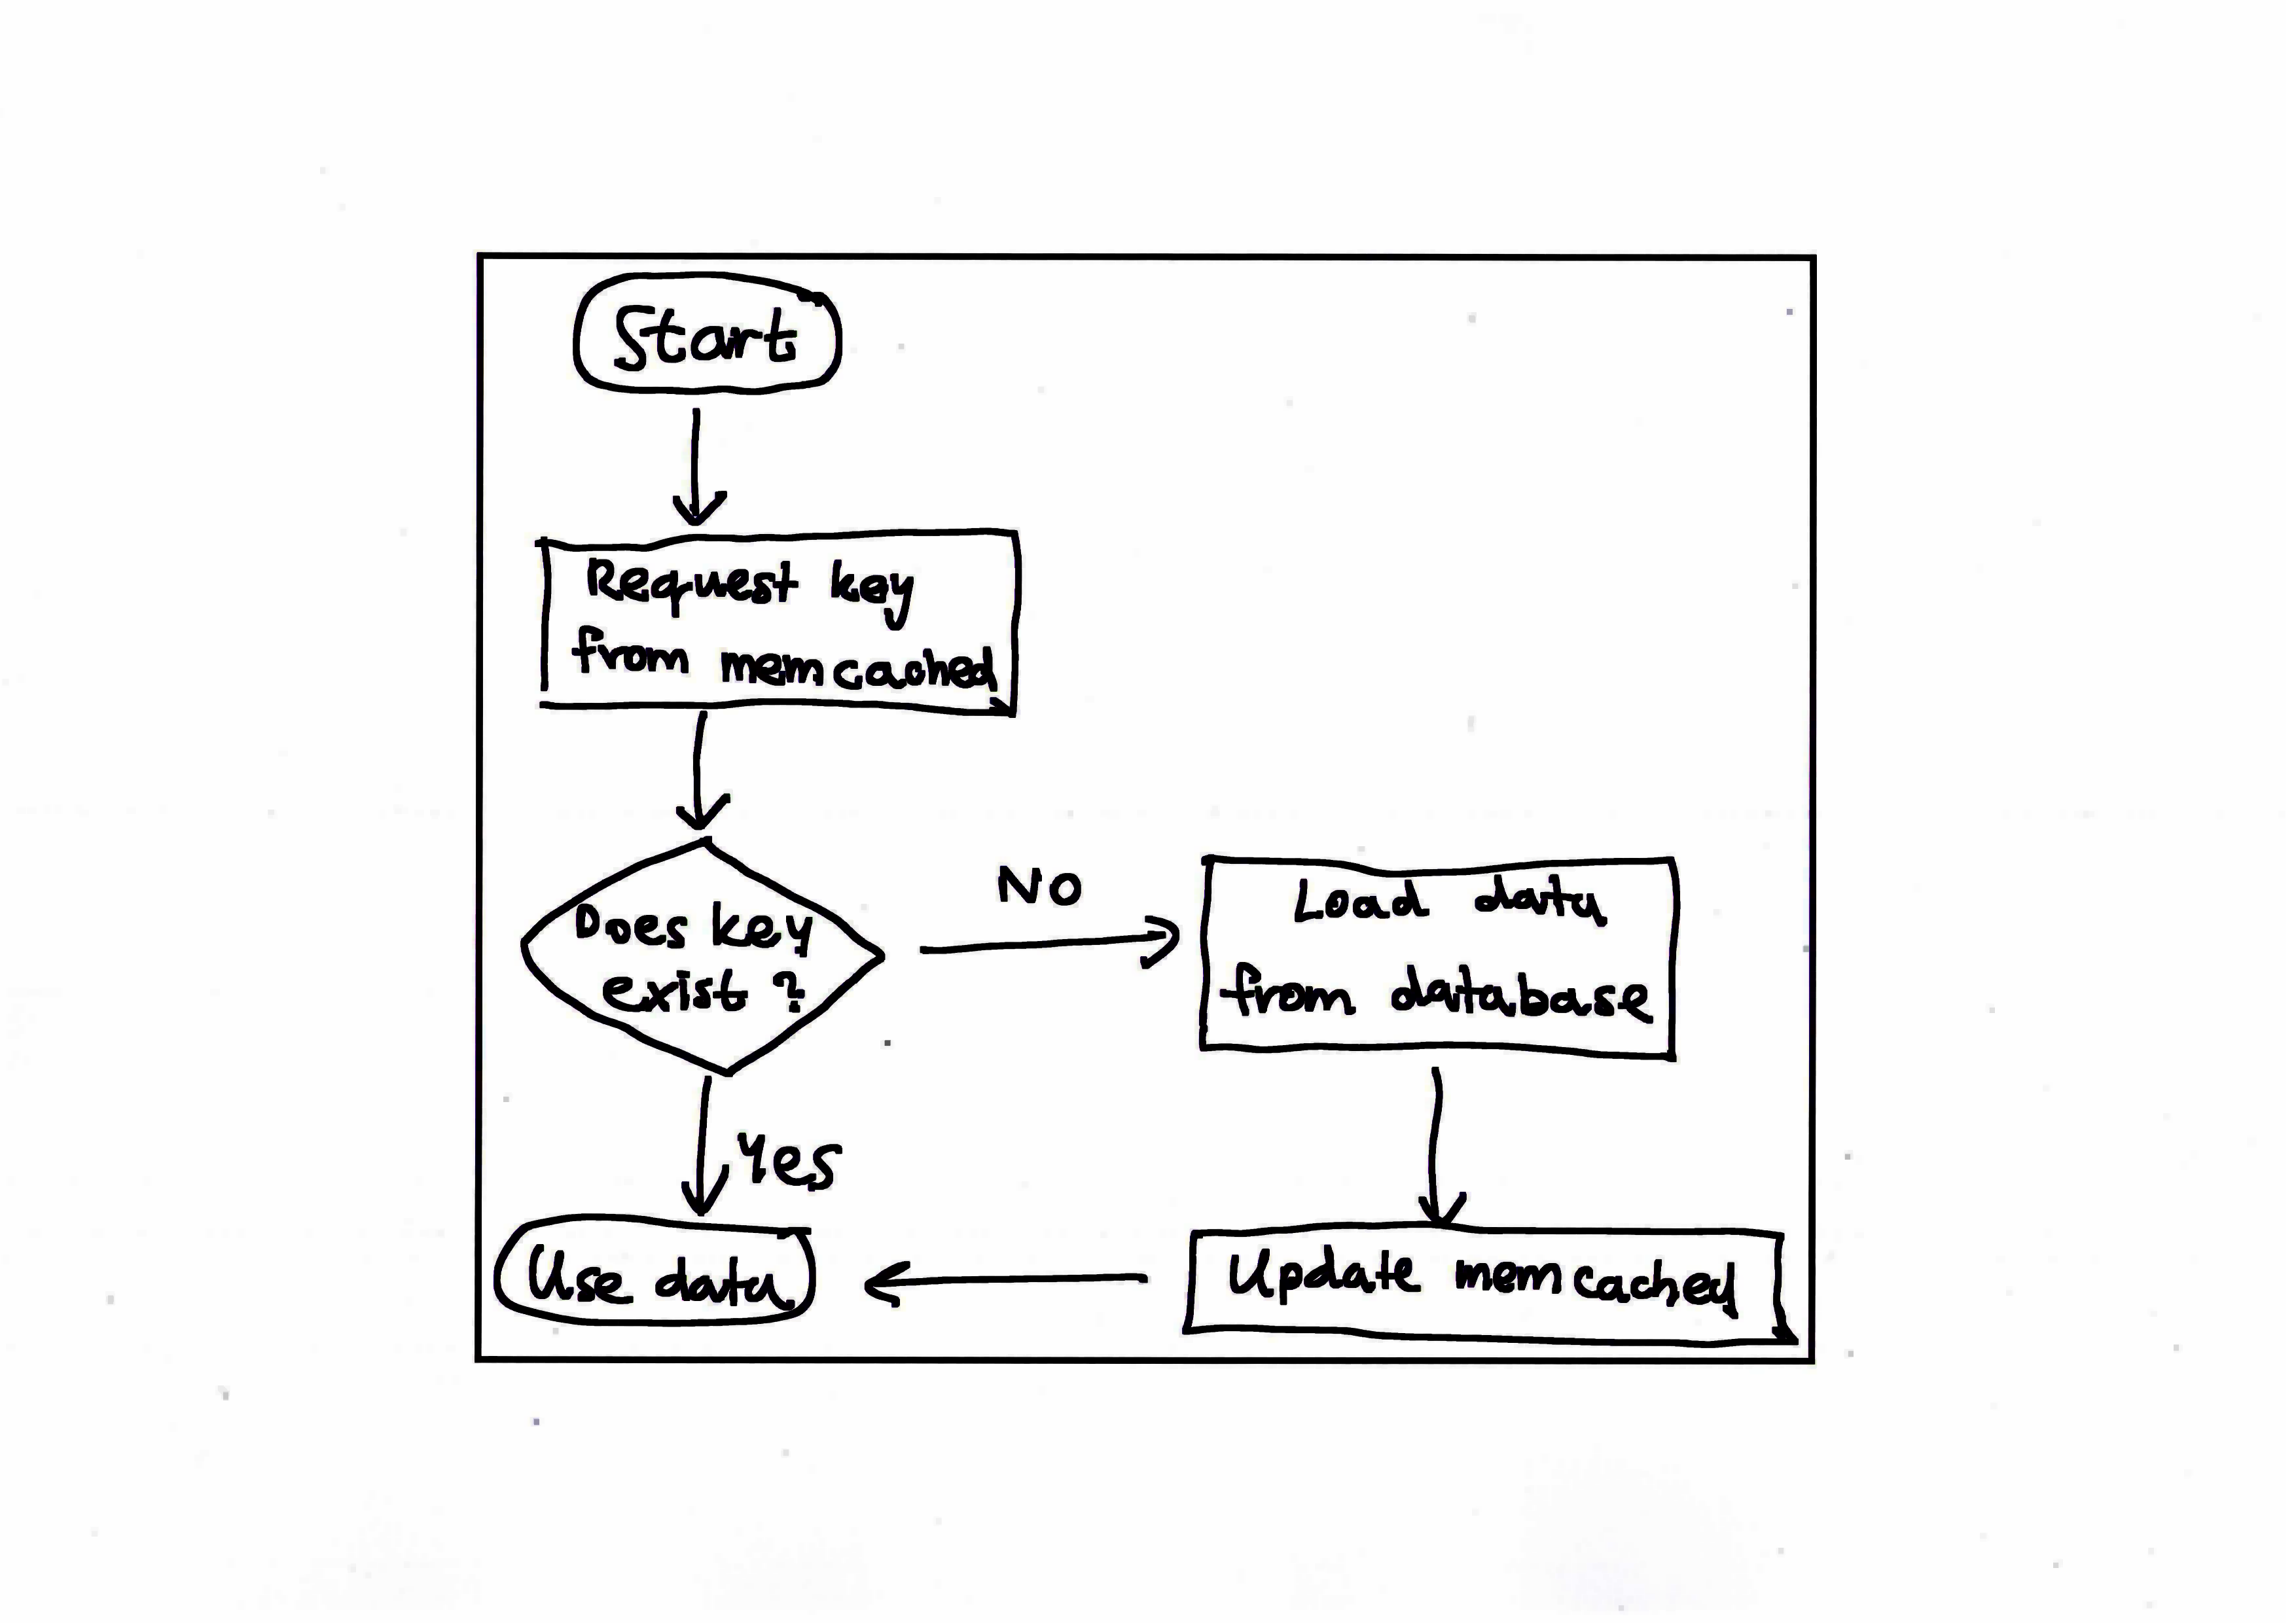 Start
Request key
from memcached
Does key
exist ?
NO
Load data
from database
Yes
Use data
Update memcached